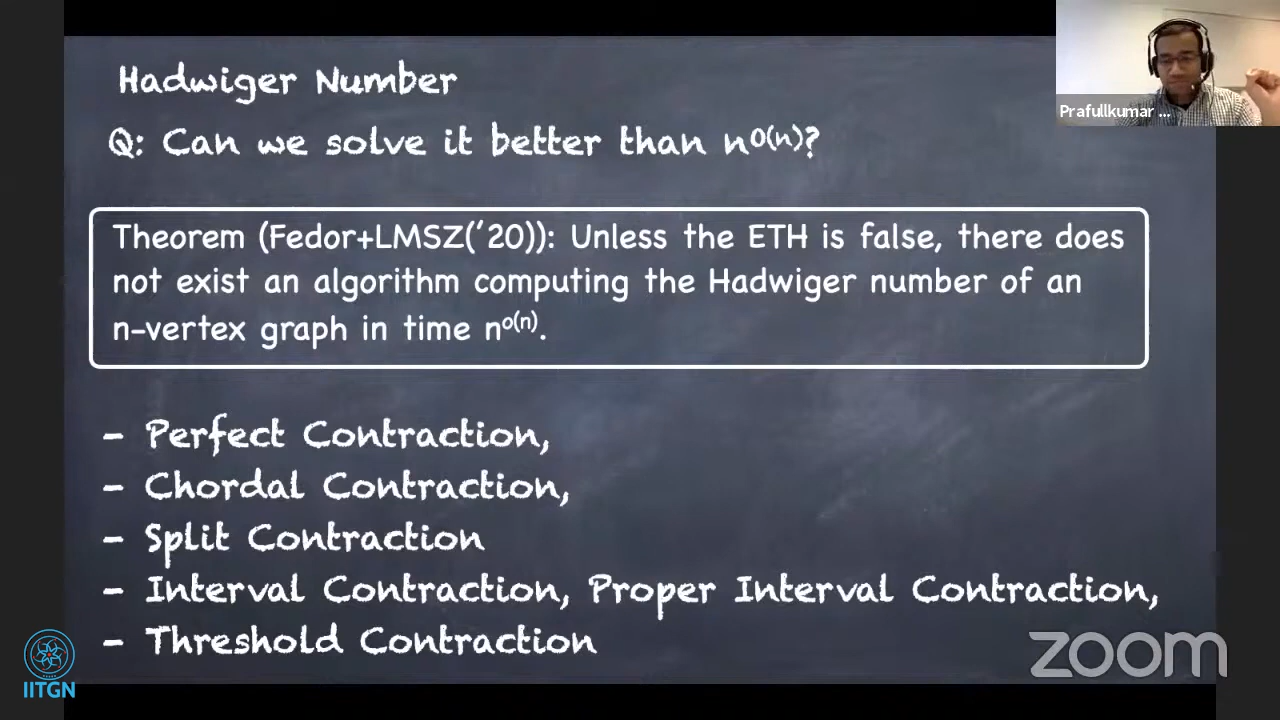 Hadwiger Number
Q: Can we solve it better than n^O(n)?
Prafullkumar ...
Theorem (Fedor+LMSZ('20)): Unless the ETH is false, there does
not exist an algorithm computing the Hadwiger number of an
n-vertex graph in time n^o(n).
- Perfect Contraction,
- Chordal Contraction,
- Split Contraction
- Interval Contraction, Proper Interval Contraction,
- Threshold Contraction
zoom
IITGN